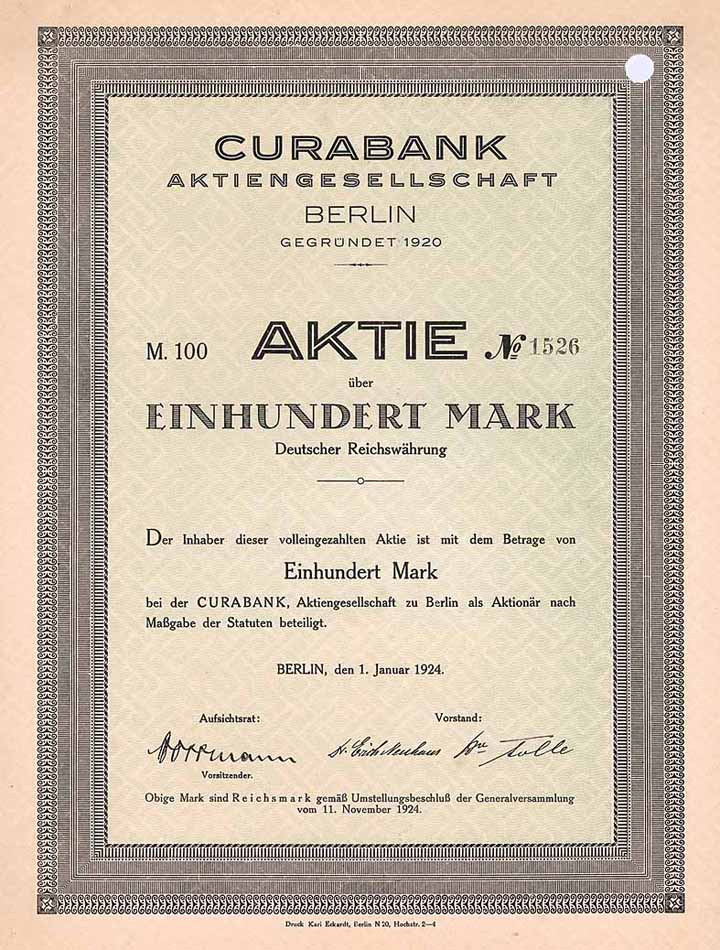 CURABANK
AKTIENGESELLSCHAFT
BERLIN
GEGRÜNDET 1920
M. 100 AKTIE No 1526
über
EINHUNDERT MARK
Deutscher Reichswährung
Der Inhaber dieser volleingezahlten Aktie ist mit dem Betrage von
Einhundert Mark
bei der CURABANK, Aktiengesellschaft zu Berlin als Aktionär nach
Maßgabe der Statuten beteiligt.
BERLIN, den 1. Januar 1924.
Aufsichtsrat: Vorstand:
Vorsitzender.
Obige Mark sind Reichsmark gemäß Umstellungsbeschluß der Generalversammlung
vom 11. November 1924.
Druck Karl Eckardt, Berlin N 20, Hochstr. 2—4